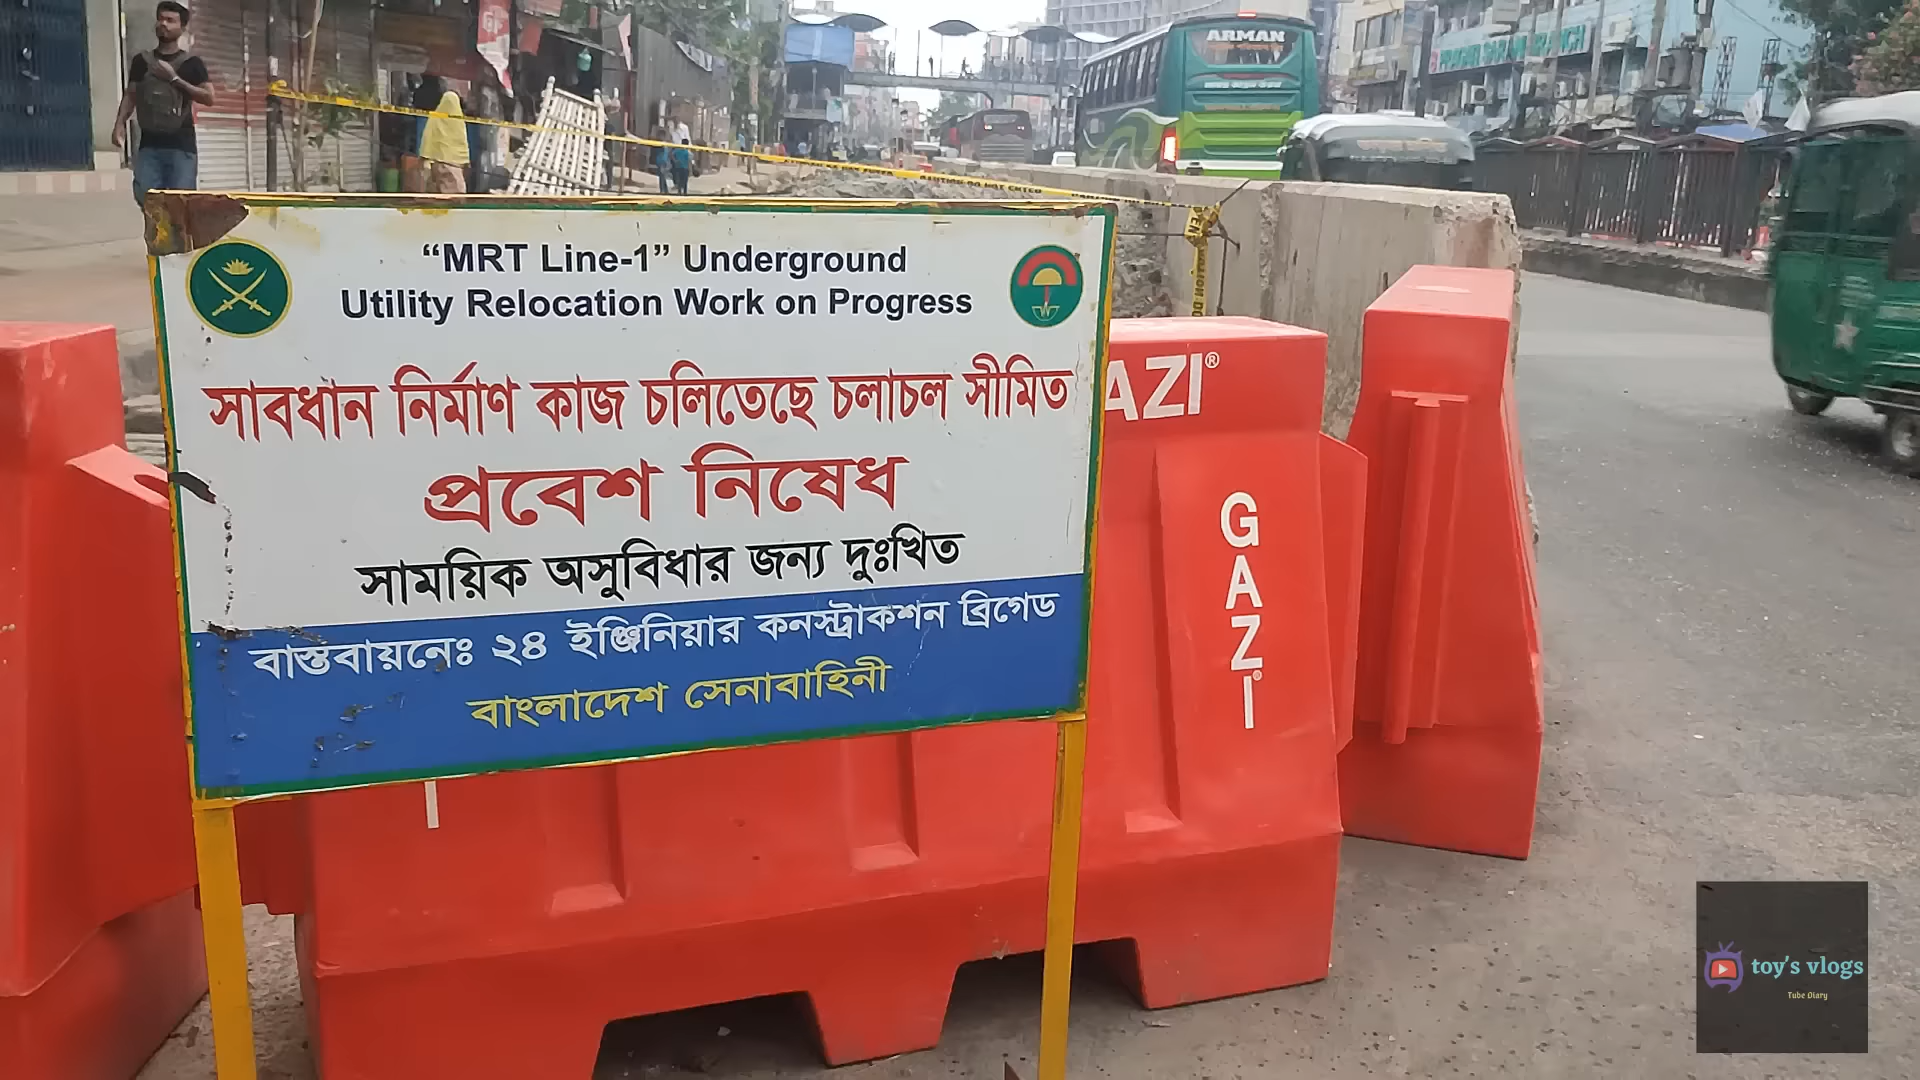 ARMAN
“MRT Line-1” Underground
Utility Relocation Work on Progress
সাবধান নির্মাণ কাজ চলিতেছে চলাচল সীমিত
প্রবেশ নিষেধ
সাময়িক অসুবিধার জন্য দুঃখিত
বাস্তবায়নেঃ ২৪ ইঞ্জিনিয়ার কনস্ট্রাকশন ব্রিগেড
বাংলাদেশ সেনাবাহিনী
AZI®
GAZI®
toy's vlogs
Tube Diary